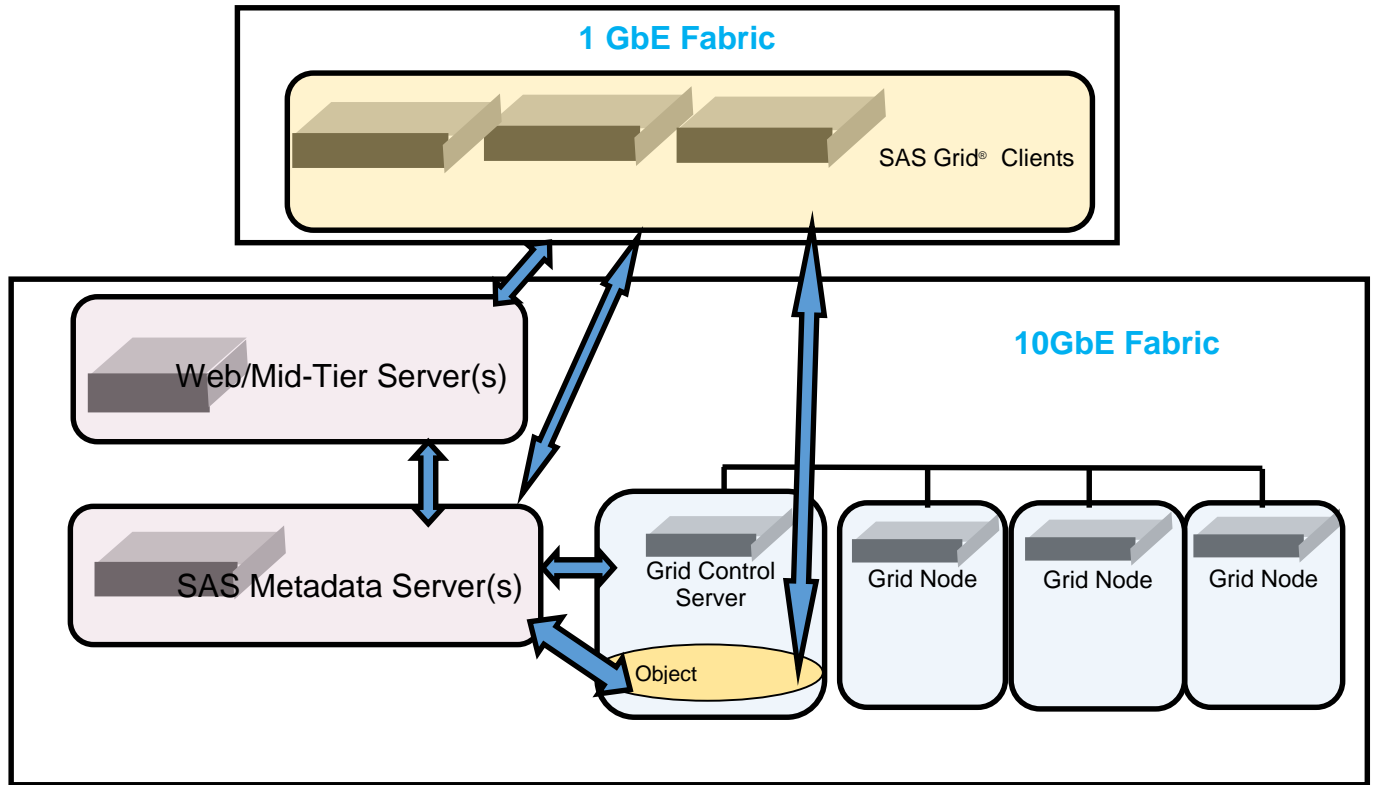 1 GbE Fabric
SAS Grid® Clients
10GbE Fabric
Web/Mid-Tier Server(s)
SAS Metadata Server(s)
Grid Control
Server
Object
Grid Node
Grid Node
Grid Node